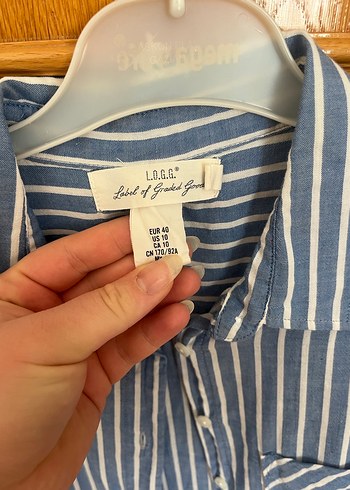 L.O.G.G.®
Label of Graded Goods
EUR 40
US 10
CA 10
CN 170/92A